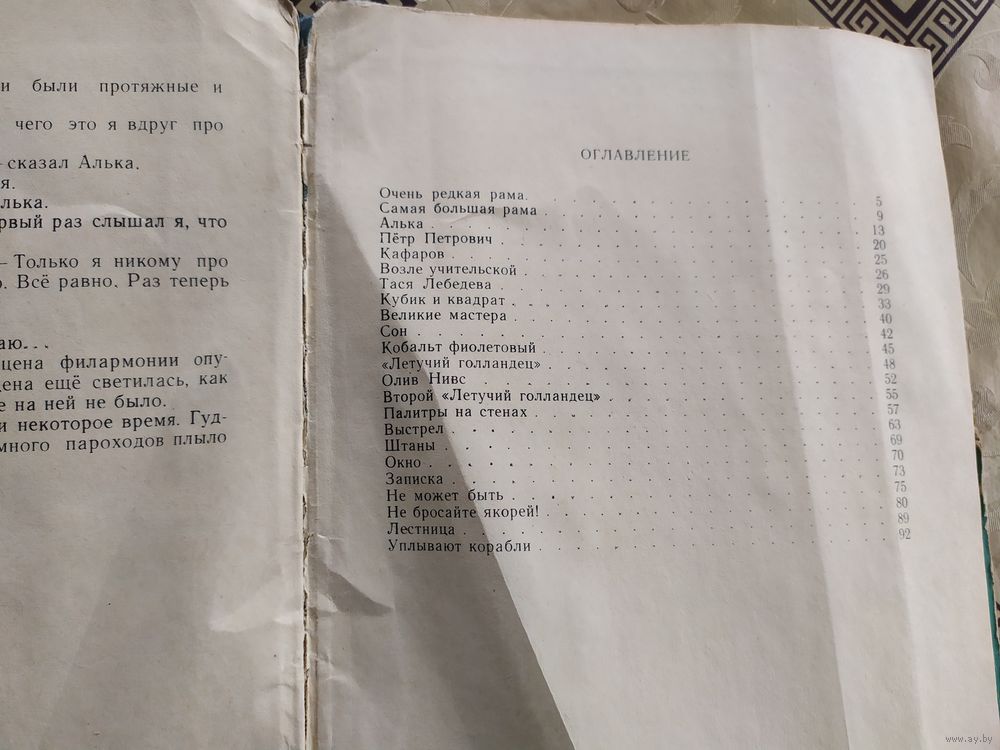 и были протяжные и
чего это я вдруг про
— сказал Алька.
я.
лька.
рвый раз слышал я, что
— Только я никому про
о. Всё равно. Раз теперь
аю...
цена филармонии опу-
цена ещё светилась, как
е на ней не было.
и некоторое время. Гуд-
много пароходов плыло
ОГЛАВЛЕНИЕ
Очень редкая рама. 5
Самая большая рама 9
Алька 13
Пётр Петрович 20
Кафаров 25
Возле учительской 26
Тася Лебедева 29
Кубик и квадрат 33
Великие мастера 40
Сон 42
Кобальт фиолетовый 45
«Летучий голландец» 48
Олив Нивс 52
Второй «Летучий голландец» 55
Палитры на стенах 57
Выстрел 63
Штаны 69
Окно 70
Записка 73
Не может быть 75
Не бросайте якорей! 80
Лестница 89
Уплывают корабли 92
www.ay.by